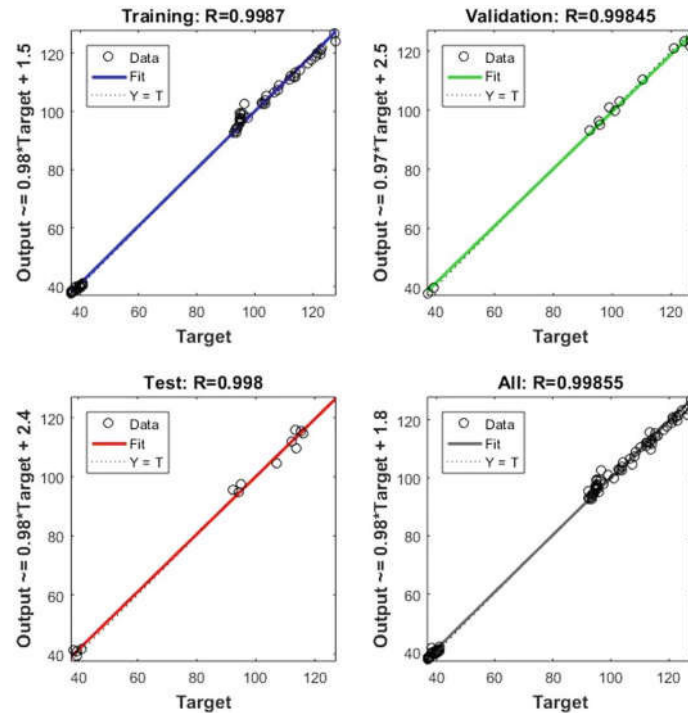 Training: R=0.9987
Output ~= 0.98*Target + 1.5
120
100
80
60
40
Data
Fit
Y = T
40 60 80 100 120
Target
Validation: R=0.99845
Output ~= 0.97*Target + 2.5
120
100
80
60
40
Data
Fit
Y = T
40 60 80 100 120
Target
Test: R=0.998
Output ~= 0.98*Target + 2.4
120
100
80
60
40
Data
Fit
Y = T
40 60 80 100 120
Target
All: R=0.99855
Output ~= 0.98*Target + 1.8
120
100
80
60
40
Data
Fit
Y = T
40 60 80 100 120
Target